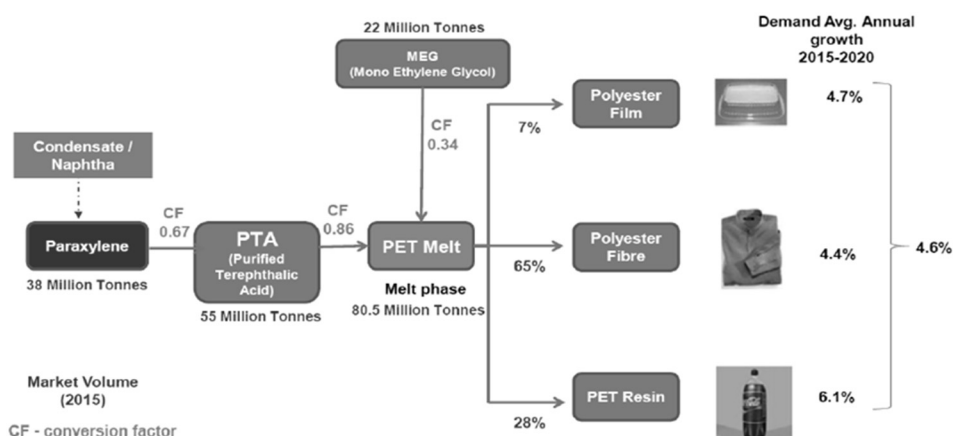 22 Million Tonnes
MEG
(Mono Ethylene Glycol)
Demand Avg. Annual
growth
2015-2020
Polyester
Film
4.7%
7%
CF
0.34
Condensate /
Naphtha
CF
0.67
CF
0.86
Paraxylene
38 Million Tonnes
PTA
(Purified
Terephthalic
Acid)
55 Million Tonnes
PET Melt
Melt phase
80.5 Million Tonnes
65%
Polyester
Fibre
4.4%
4.6%
PET Resin
6.1%
28%
Market Volume
(2015)
CF - conversion factor